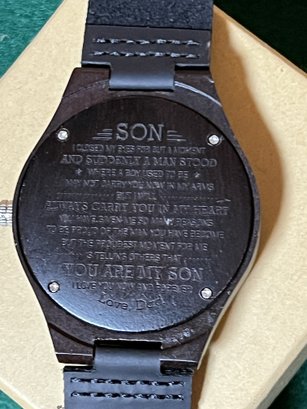 SON
I CLOSED MY EYES FOR BUT A MOMENT
AND SUDDENLY A MAN STOOD
WHERE A BOY USED TO BE
I MAY NOT CARRY YOU NOW IN MY ARMS
BUT I WILL
ALWAYS CARRY YOU IN MY HEART
YOU HAVE GIVEN ME SO MANY REASONS
TO BE PROUD OF THE MAN YOU HAVE BECOME
BUT THE PROUDEST MOMENT FOR ME
IS TELLING OTHERS THAT
YOU ARE MY SON
I LOVE YOU NOW AND FOREVER
Love, Dad